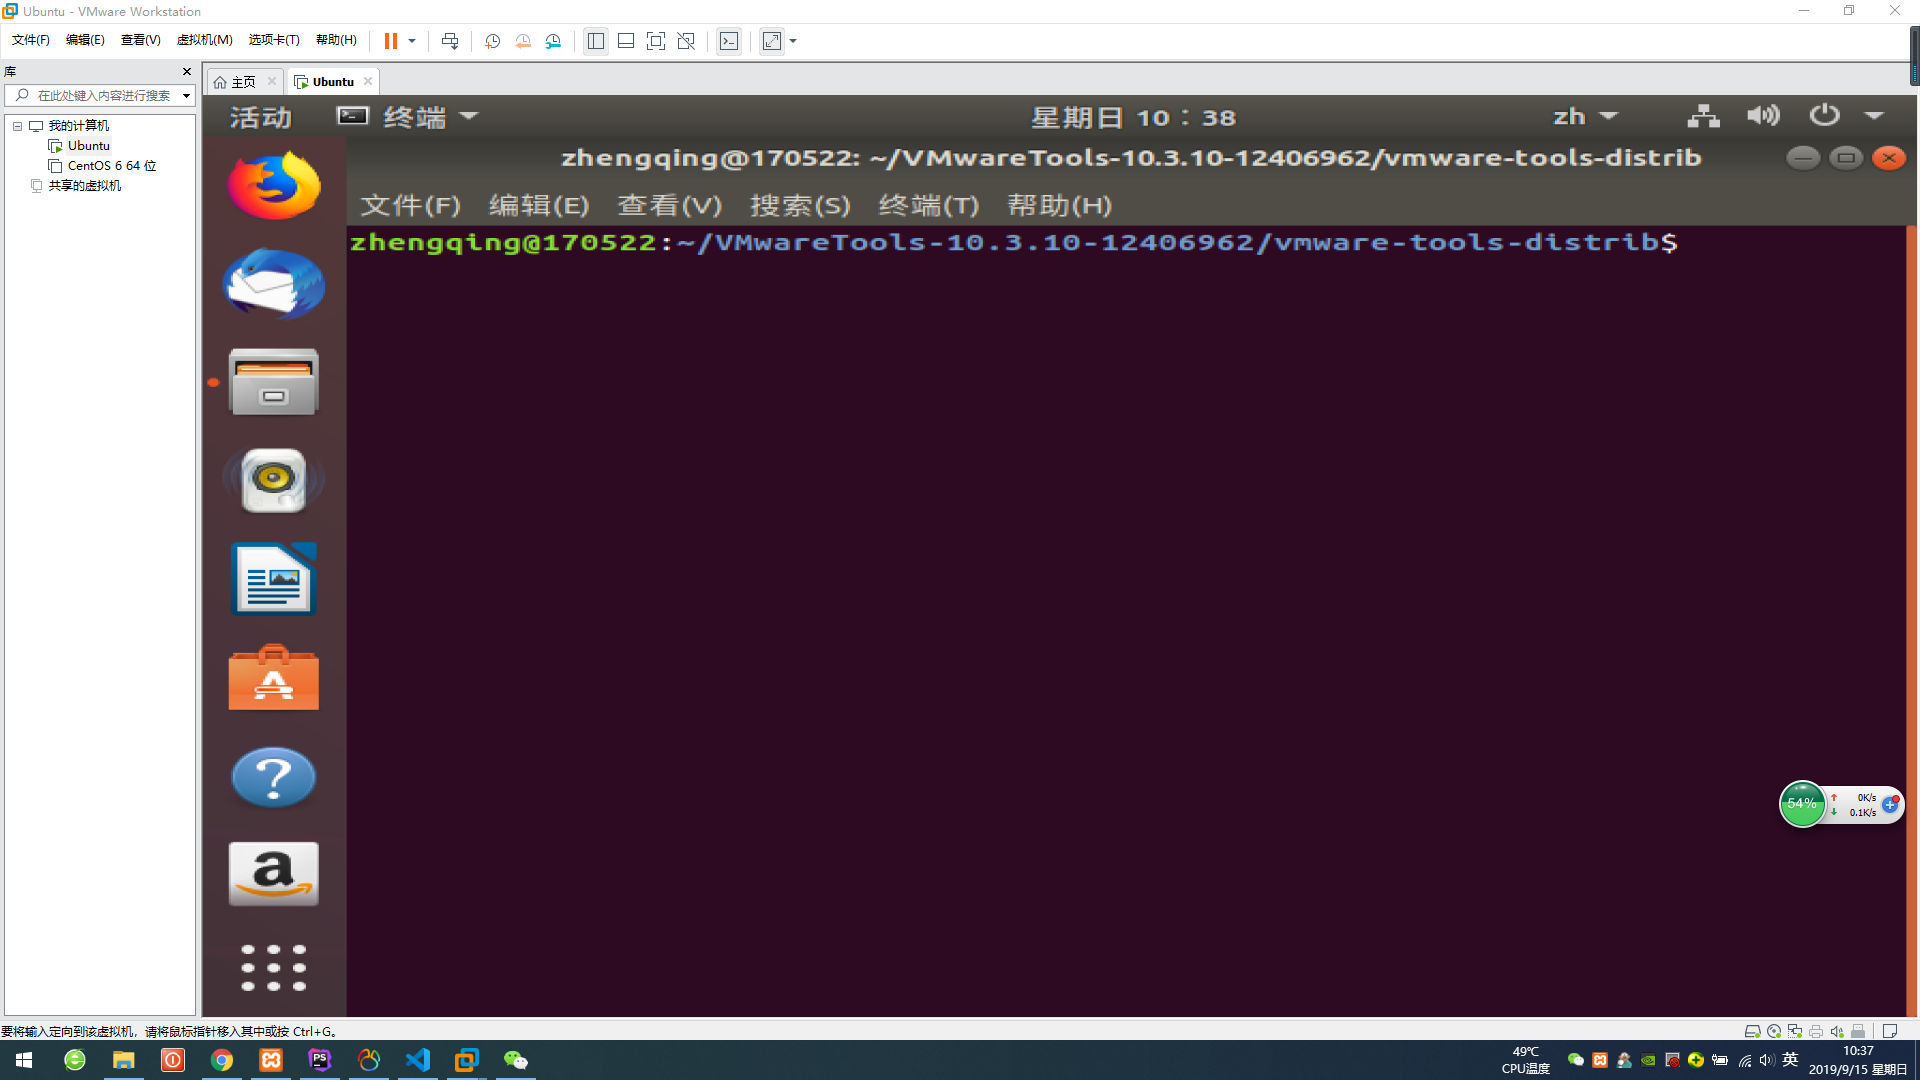 Ubuntu - VMware Workstation
文件(F) 编辑(E) 查看(V) 虚拟机(M) 选项卡(T) 帮助(H)
库
在此处键入内容进行搜索
我的计算机
Ubuntu
CentOS 6 64 位
共享的虚拟机
主页 Ubuntu
活动 终端 星期日 10：38 zh
zhengqing@170522: ~/VMwareTools-10.3.10-12406962/vmware-tools-distrib
文件(F) 编辑(E) 查看(V) 搜索(S) 终端(T) 帮助(H)
zhengqing@170522:~/VMwareTools-10.3.10-12406962/vmware-tools-distrib$
54% 0K/s
0.1K/s
要将输入定向到该虚拟机，请将鼠标指针移入其中或按 Ctrl+G。
49℃
CPU温度
英
10:37
2019/9/15 星期日